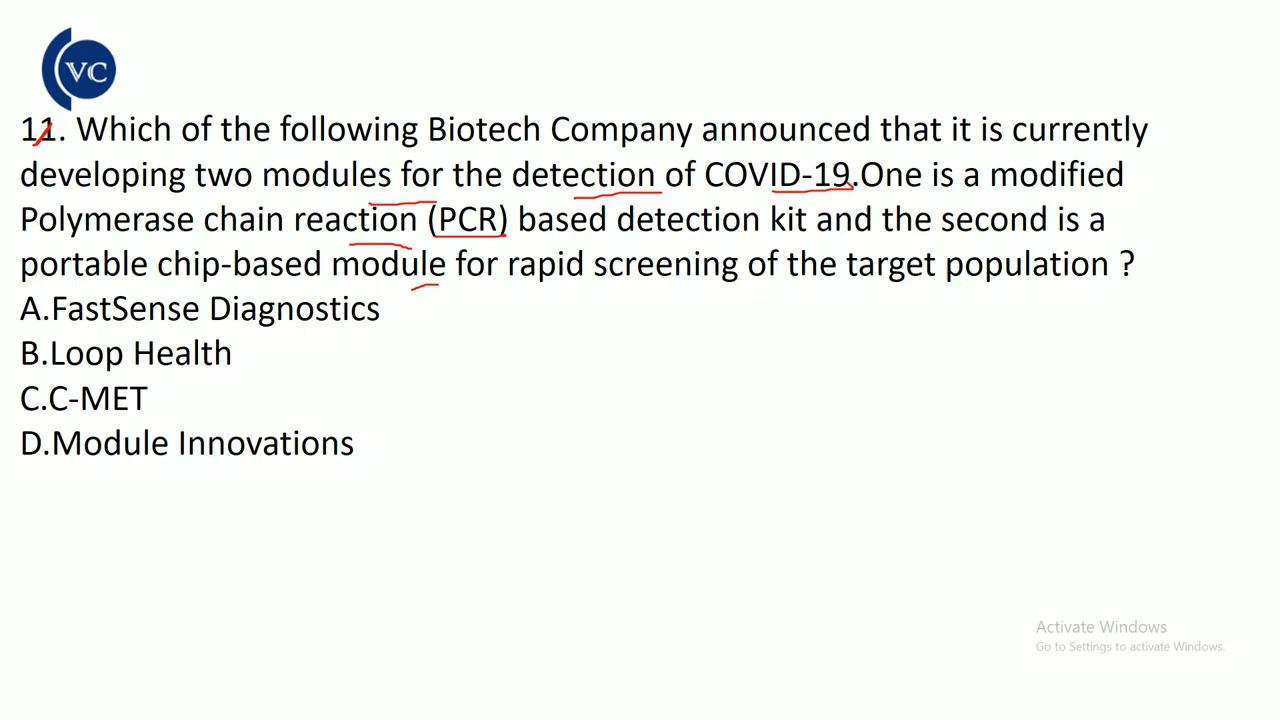 VC
11. Which of the following Biotech Company announced that it is currently
developing two modules for the detection of COVID-19.One is a modified
Polymerase chain reaction (PCR) based detection kit and the second is a
portable chip-based module for rapid screening of the target population ?
A.FastSense Diagnostics
B.Loop Health
C.C-MET
D.Module Innovations
Activate Windows
Go to Settings to activate Windows.